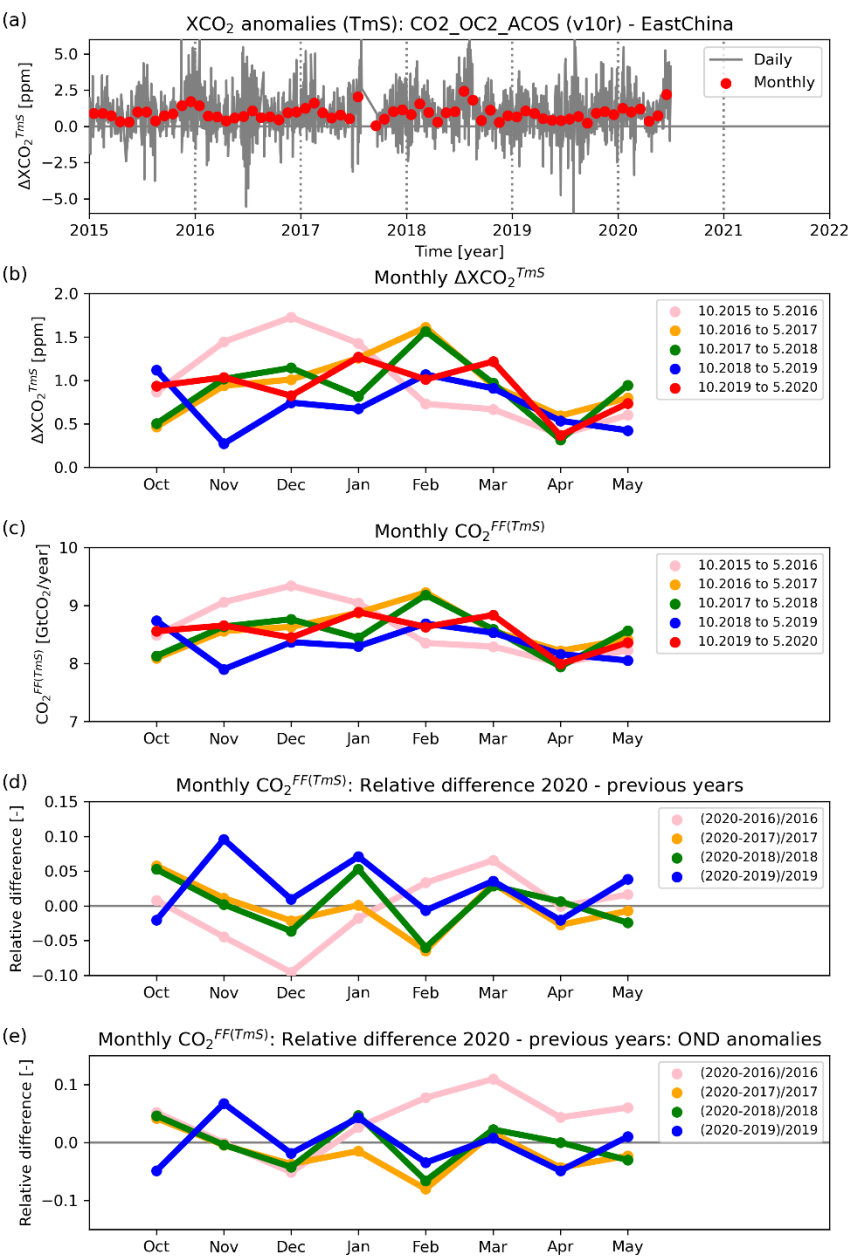 (a)
XCO₂ anomalies (TmS): CO2_OC2_ACOS (v10r) - EastChina
ΔXCO₂^TmS [ppm]
5.0
2.5
0.0
−2.5
−5.0
Daily
Monthly
2015 2016 2017 2018 2019 2020 2021 2022
Time [year]
(b)
Monthly ΔXCO₂^TmS
ΔXCO₂^TmS [ppm]
2.0
1.5
1.0
0.5
0.0
10.2015 to 5.2016
10.2016 to 5.2017
10.2017 to 5.2018
10.2018 to 5.2019
10.2019 to 5.2020
Oct Nov Dec Jan Feb Mar Apr May
(c)
Monthly CO₂^FF(TmS)
CO₂^FF(TmS) [GtCO₂/year]
10
9
8
7
10.2015 to 5.2016
10.2016 to 5.2017
10.2017 to 5.2018
10.2018 to 5.2019
10.2019 to 5.2020
Oct Nov Dec Jan Feb Mar Apr May
(d)
Monthly CO₂^FF(TmS): Relative difference 2020 - previous years
Relative difference [-]
0.15
0.10
0.05
0.00
−0.05
−0.10
(2020-2016)/2016
(2020-2017)/2017
(2020-2018)/2018
(2020-2019)/2019
Oct Nov Dec Jan Feb Mar Apr May
(e)
Monthly CO₂^FF(TmS): Relative difference 2020 - previous years: OND anomalies
Relative difference [-]
0.1
0.0
−0.1
(2020-2016)/2016
(2020-2017)/2017
(2020-2018)/2018
(2020-2019)/2019
Oct Nov Dec Jan Feb Mar Apr May